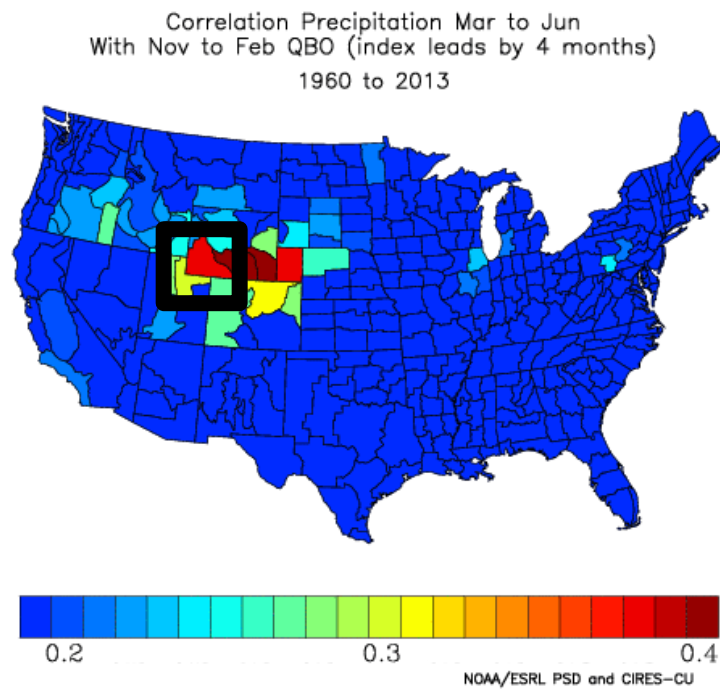 Correlation Precipitation Mar to Jun
With Nov to Feb QBO (index leads by 4 months)
1960 to 2013
0.2 0.3 0.4
NOAA/ESRL PSD and CIRES-CU